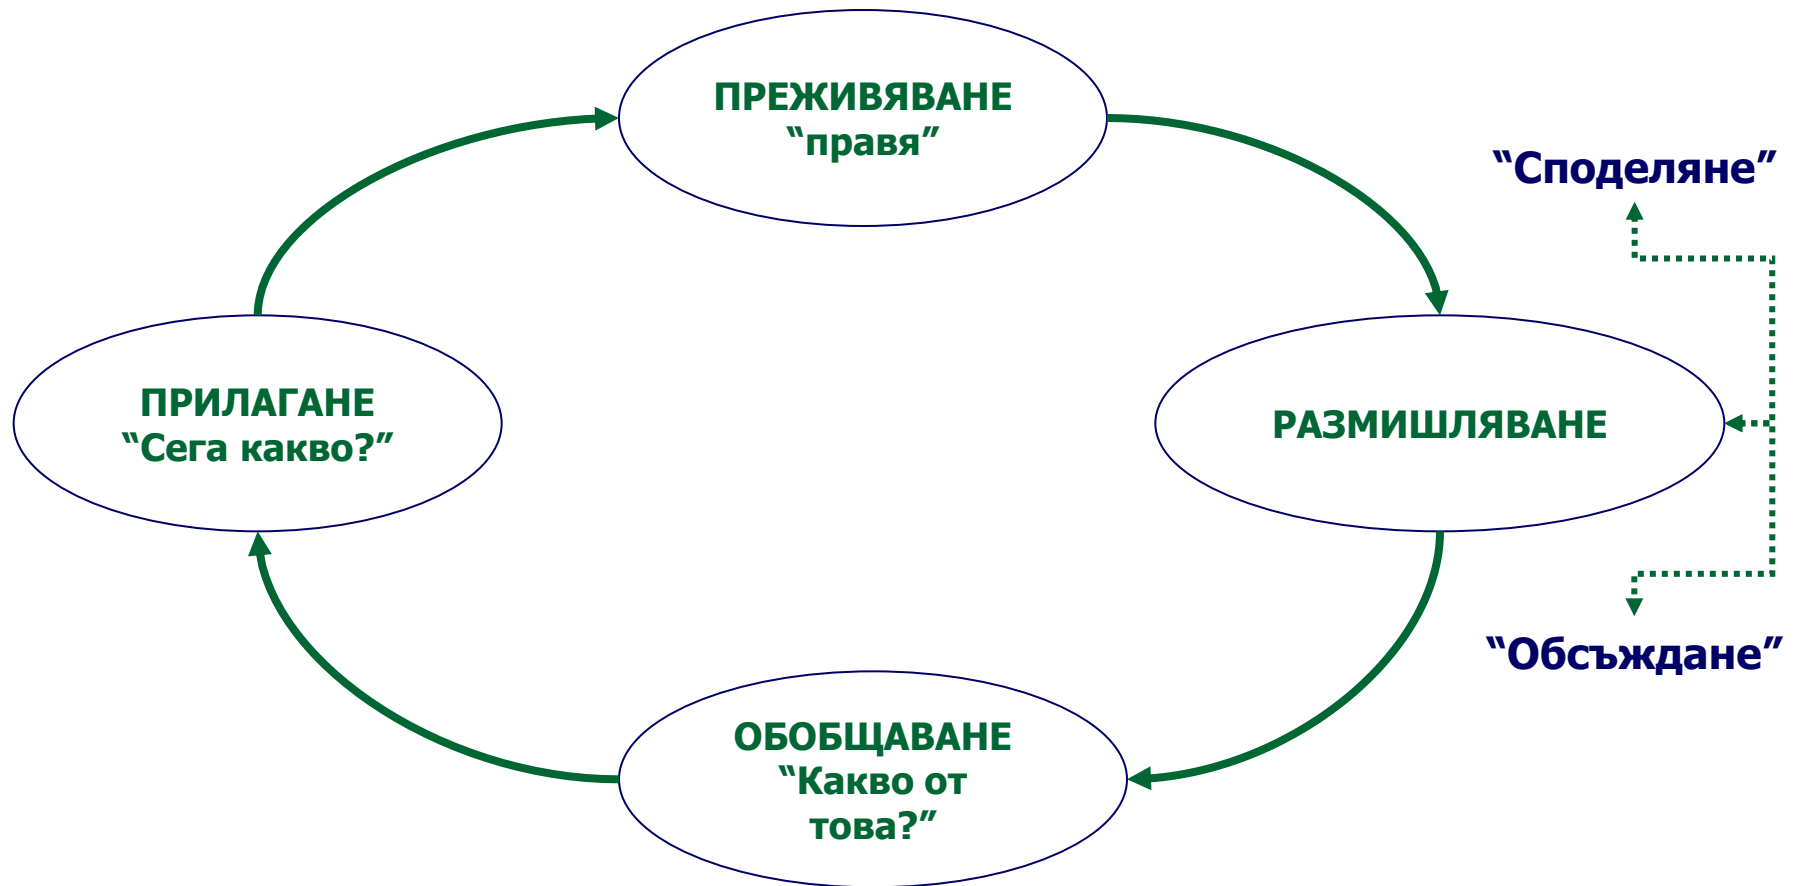 ПРЕЖИВЯВАНЕ
“правя”
“Споделяне”
ПРИЛАГАНЕ
“Сега какво?”
РАЗМИШЛЯВАНЕ
“Обсъждане”
ОБОБЩАВАНЕ
“Какво от
това?”